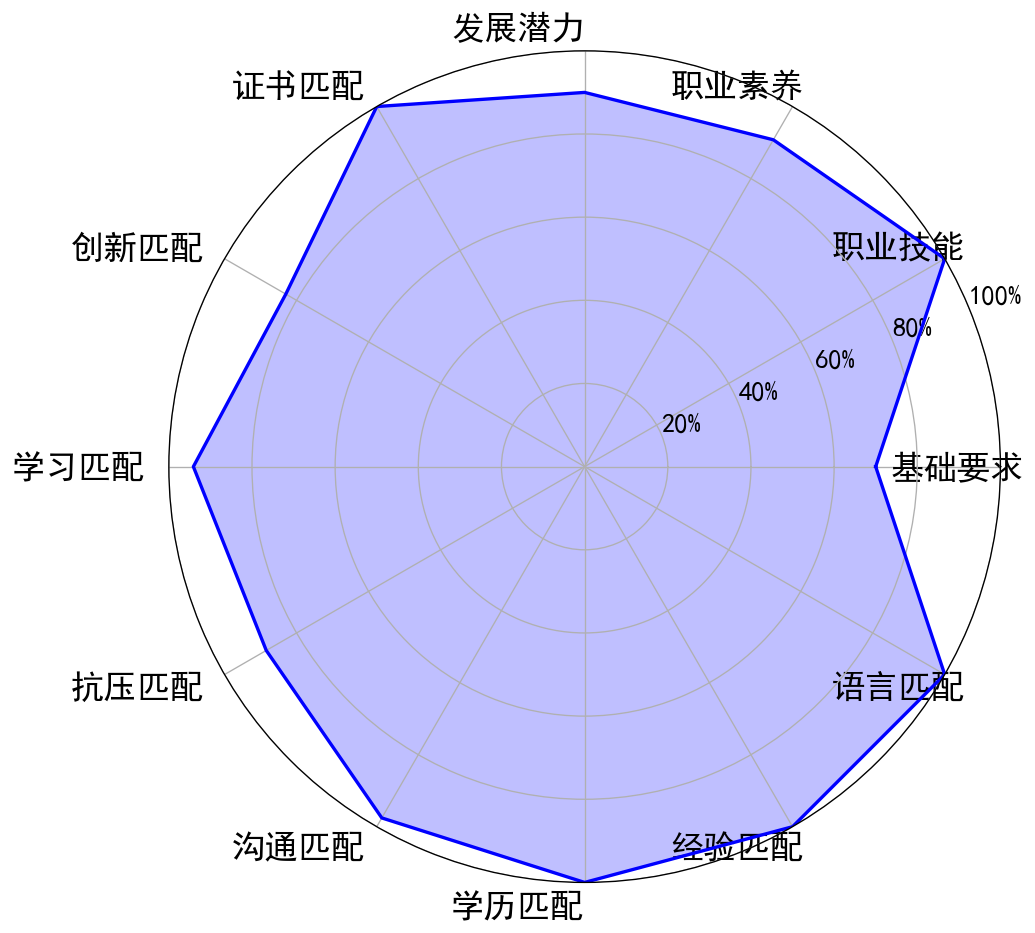 发展潜力
证书匹配
职业素养
创新匹配
职业技能
100%
80%
60%
40%
20%
学习匹配
基础要求
抗压匹配
语言匹配
沟通匹配
经验匹配
学历匹配